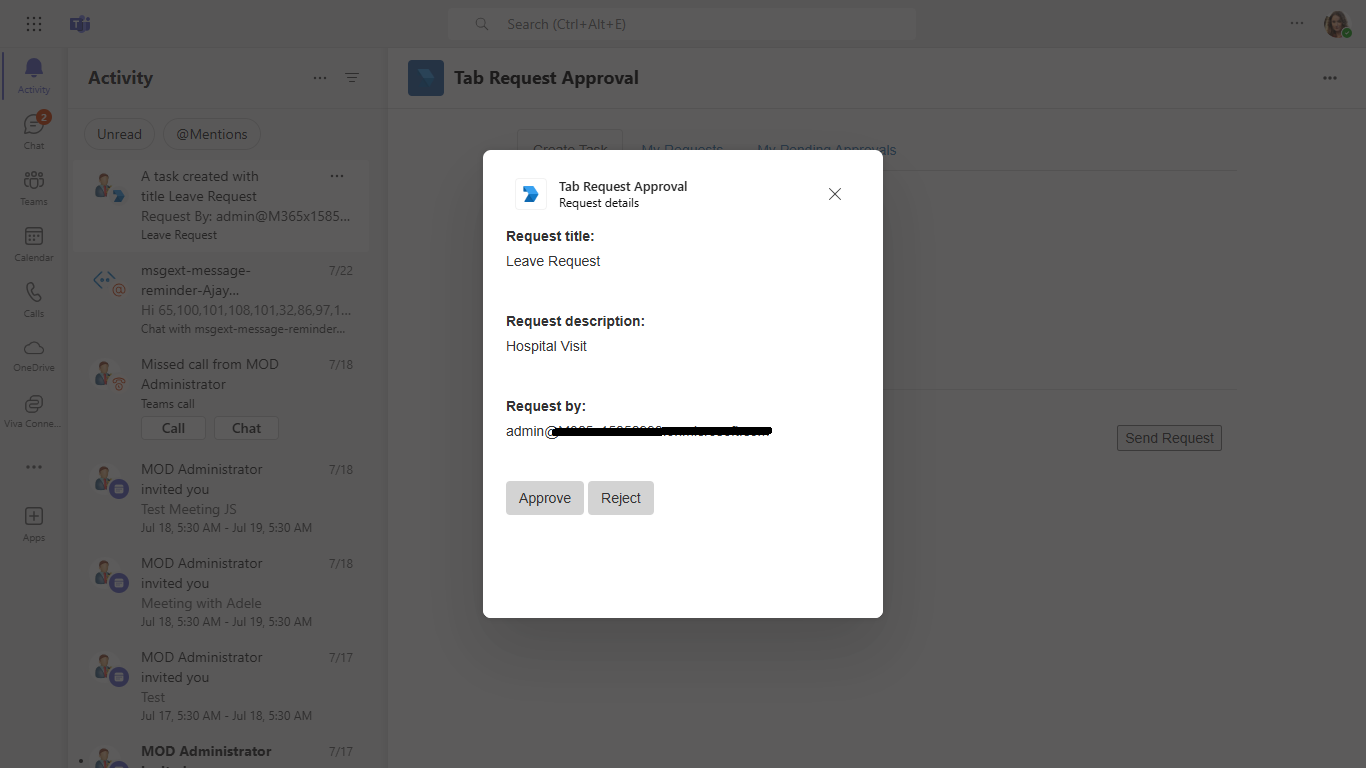 Search (Ctrl+Alt+E)
Activity
Chat
2
Teams
Calendar
Calls
OneDrive
Viva Conne...
Apps
Activity
Unread
@Mentions
A task created with
title Leave Request
Request By: admin@M365x1585...
Leave Request
msgext-message-
reminder-Ajay...
7/22
Hi 65,100,101,108,101,32,86,97,1...
Chat with msgext-message-reminder...
Missed call from MOD
Administrator
7/18
Teams call
Call
Chat
MOD Administrator
invited you
7/18
Test Meeting JS
Jul 18, 5:30 AM - Jul 19, 5:30 AM
MOD Administrator
invited you
7/18
Meeting with Adele
Jul 18, 5:30 AM - Jul 19, 5:30 AM
MOD Administrator
invited you
7/17
Test
Jul 17, 5:30 AM - Jul 18, 5:30 AM
MOD Administrator
7/17
Tab Request Approval
Create Task
My Requests
My Pending Approvals
Send Request
Tab Request Approval
Request details
Request title:
Leave Request
Request description:
Hospital Visit
Request by:
admin@
Approve
Reject